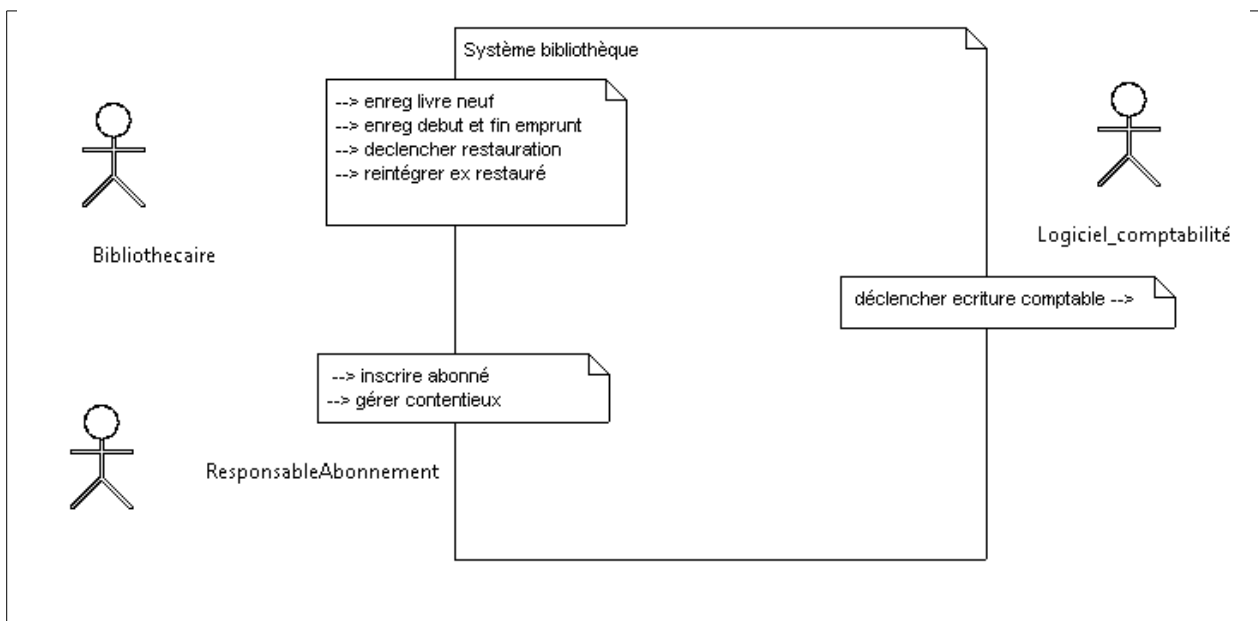 Système bibliothèque
--> enreg livre neuf
--> enreg debut et fin emprunt
--> declencher restauration
--> reintégrer ex restauré
Bibliothecaire
Logiciel_comptabilité
déclencher ecriture comptable -->
--> inscrire abonné
--> gérer contentieux
ResponsableAbonnement